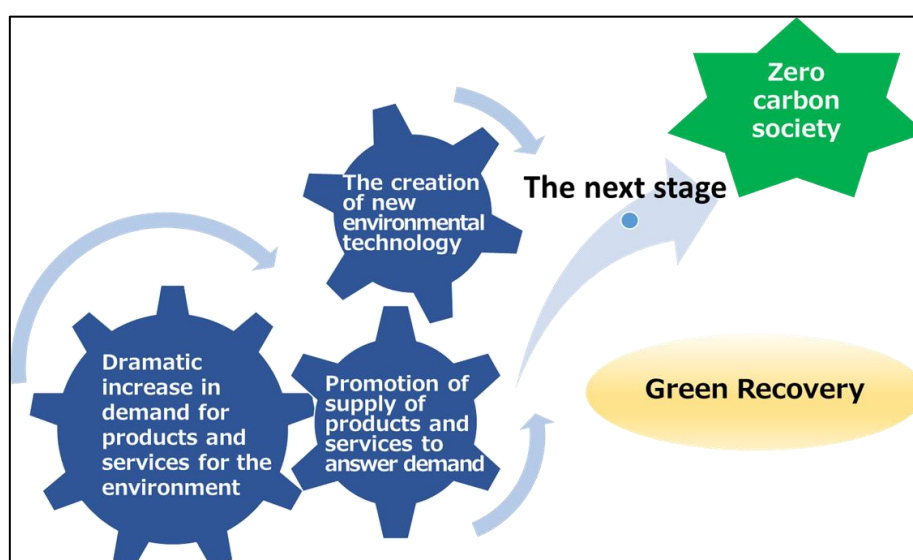 Zero
carbon
society
The next stage
The creation
of new
environmental
technology
Dramatic
increase in
demand for
products and
services for the
environment
Promotion of
supply of
products and
services to
answer demand
Green Recovery